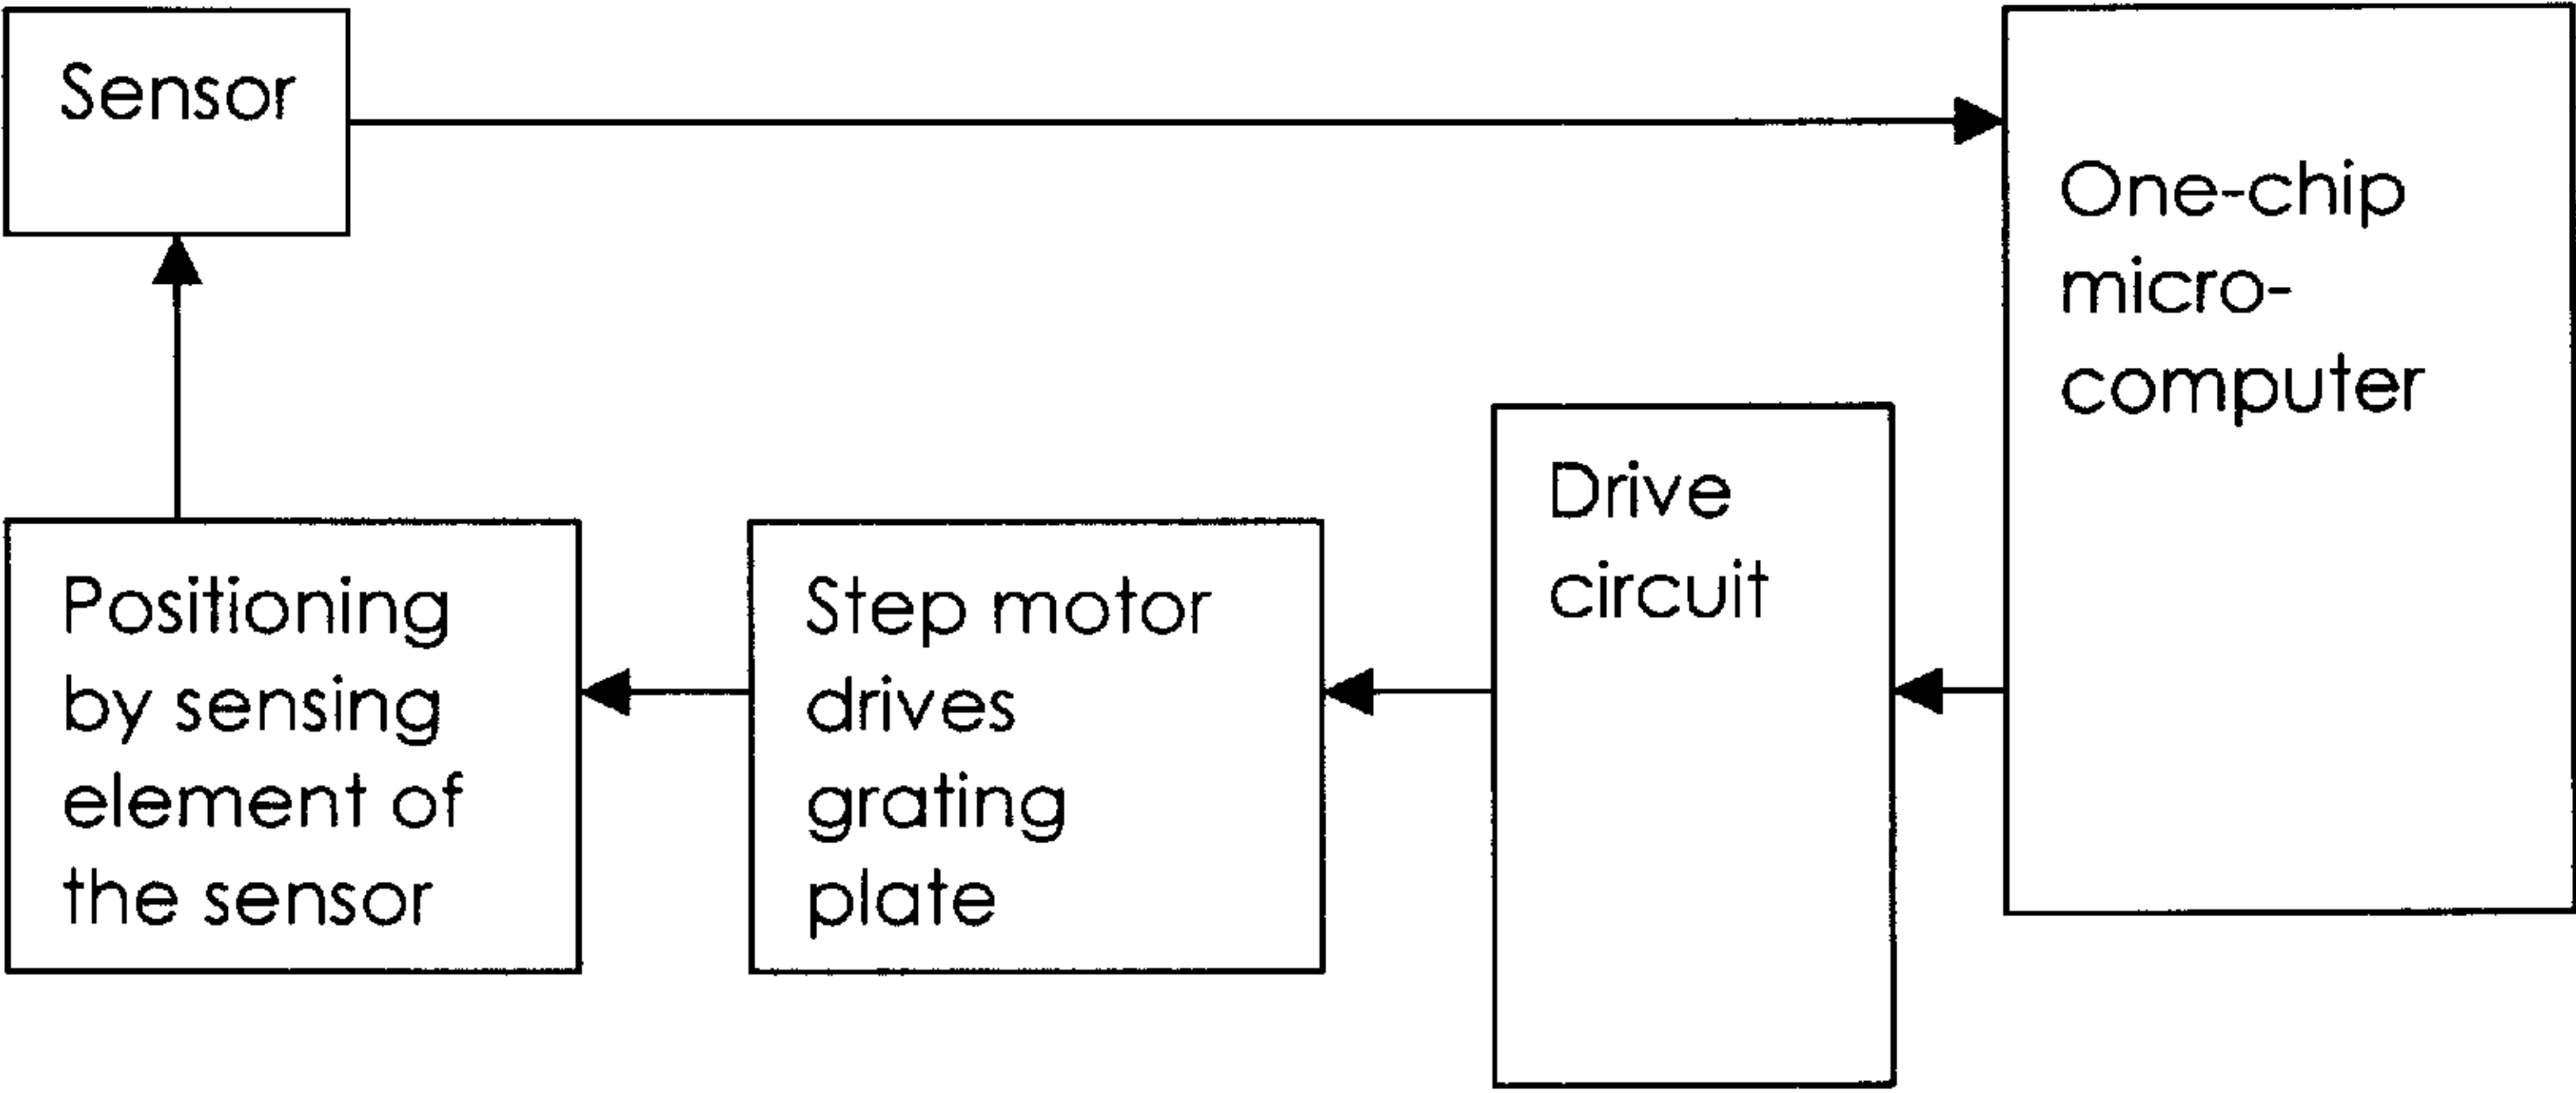 Sensor
One-chip
micro-
computer
Drive
circuit
Positioning
by sensing
element of
the sensor
Step motor
drives
grating
plate